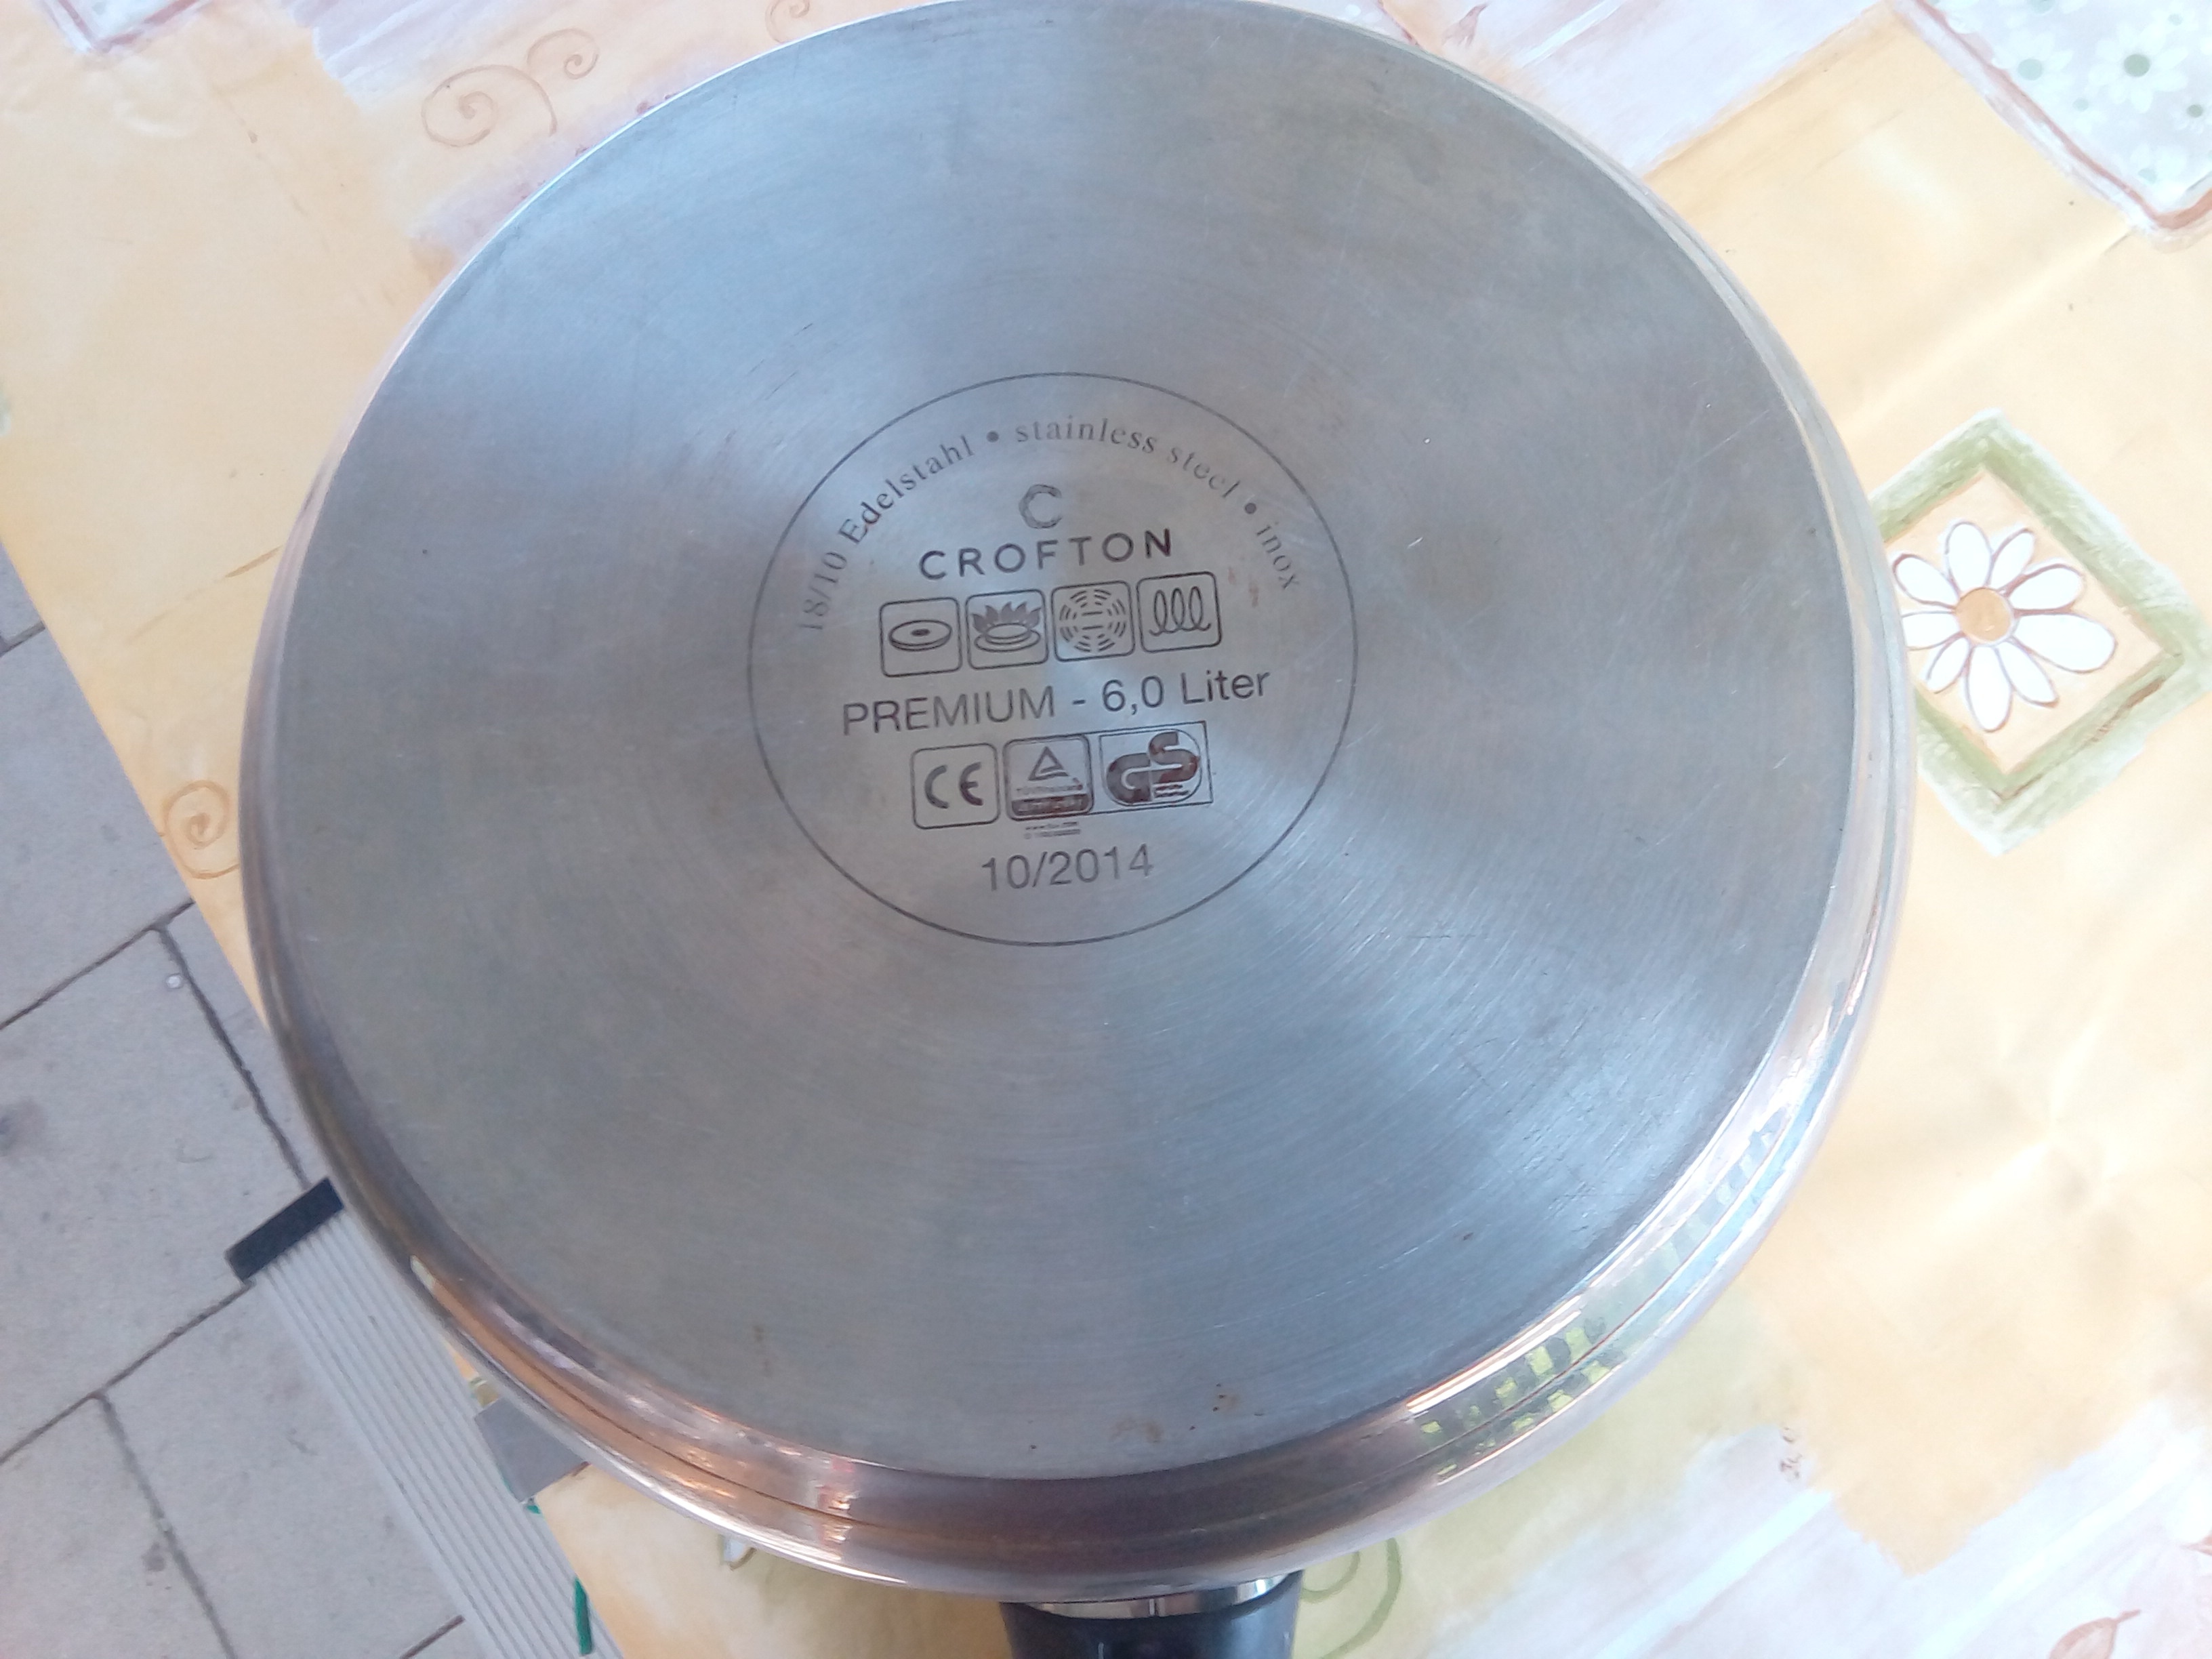 18/10 Edelstahl • stainless steel • inox
C
CROFTON
PREMIUM - 6,0 Liter
CE
GS
10/2014